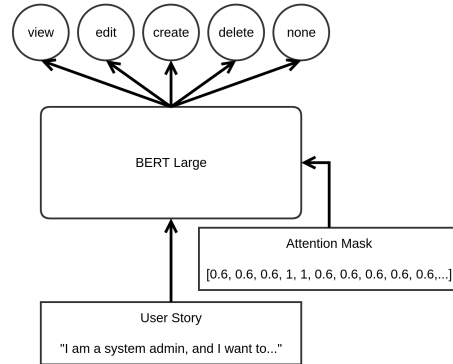 view edit create delete none
BERT Large
Attention Mask
[0.6, 0.6, 0.6, 1, 1, 0.6, 0.6, 0.6, 0.6, 0.6,...]
User Story
"I am a system admin, and I want to..."